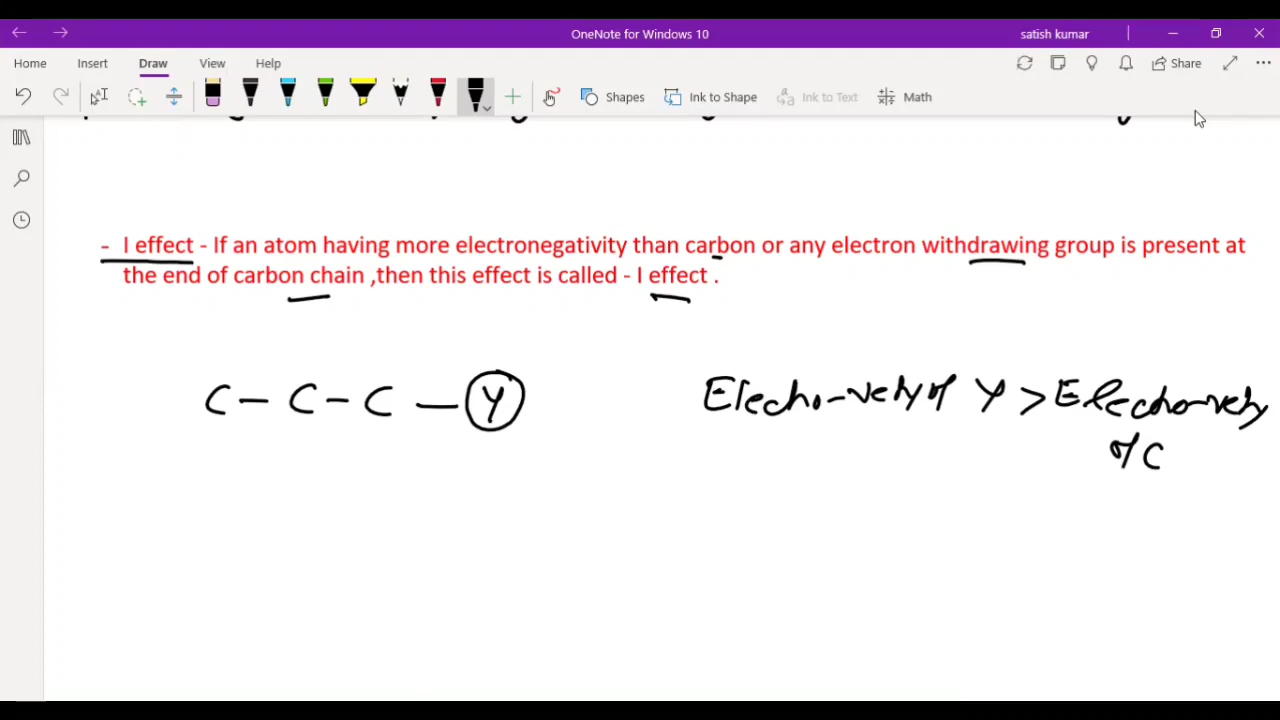 OneNote for Windows 10
satish kumar
Home Insert Draw View Help
Share
Shapes Ink to Shape Ink to Text Math
- I effect - If an atom having more electronegativity than carbon or any electron withdrawing group is present at
the end of carbon chain ,then this effect is called - I effect .
C - C - C - Y
Electro-vety of Y > Electro-vety
of C